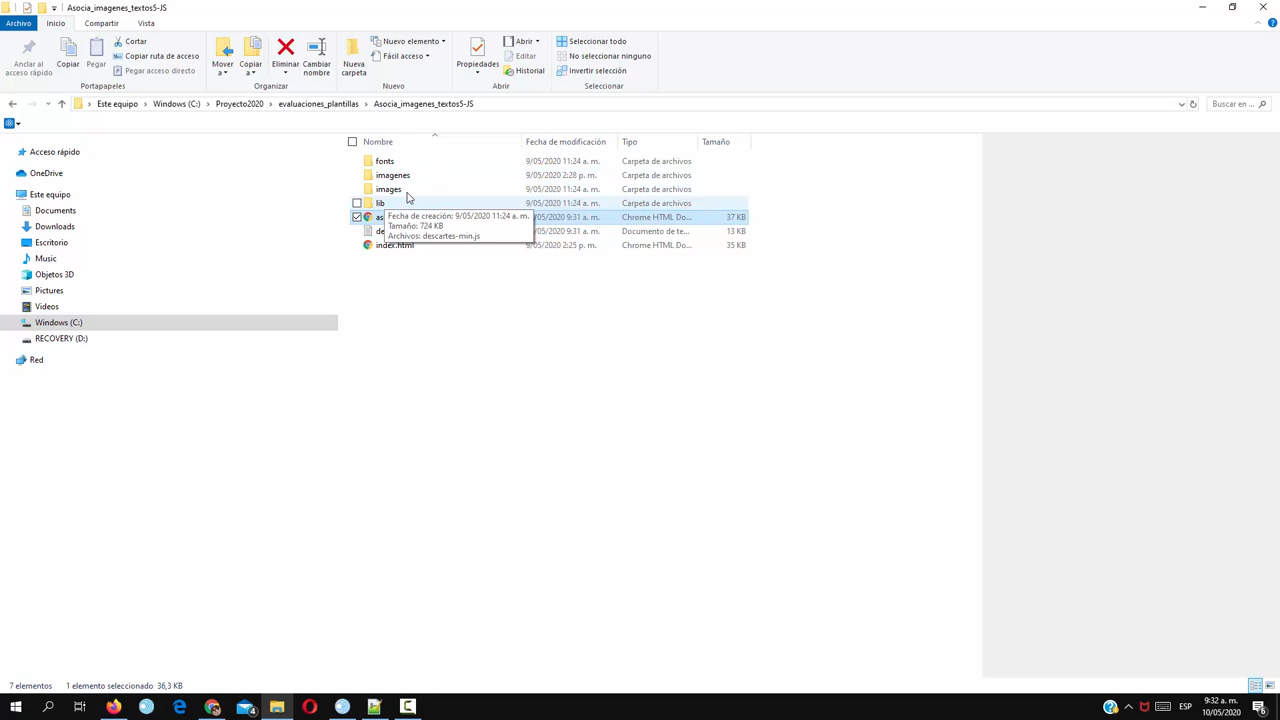 Asocia_imagenes_textos5-JS
Archivo Inicio Compartir Vista
Anclar al acceso rápido
Copiar
Pegar
Cortar
Copiar ruta de acceso
Pegar acceso directo
Portapapeles
Mover a
Copiar a
Eliminar
Cambiar nombre
Organizar
Nueva carpeta
Nuevo elemento
Fácil acceso
Nuevo
Propiedades
Abrir
Editar
Historial
Abrir
Seleccionar todo
No seleccionar ninguno
Invertir selección
Seleccionar
Este equipo > Windows (C:) > Proyecto2020 > evaluaciones_plantillas > Asocia_imagenes_textos5-JS
Buscar en ...
Nombre Fecha de modificación Tipo Tamaño
Acceso rápido
OneDrive
Este equipo
Documents
Downloads
Escritorio
Music
Objetos 3D
Pictures
Videos
Windows (C:)
RECOVERY (D:)
Red
fonts 9/05/2020 11:24 a. m. Carpeta de archivos
imagenes 9/05/2020 2:28 p. m. Carpeta de archivos
images 9/05/2020 11:24 a. m. Carpeta de archivos
lib 9/05/2020 11:24 a. m. Carpeta de archivos
as /05/2020 9:31 a. m. Chrome HTML Do... 37 KB
de /05/2020 9:31 a. m. Documento de te... 13 KB
index.html 9/05/2020 2:25 p. m. Chrome HTML Do... 35 KB
Fecha de creación: 9/05/2020 11:24 a. m.
Tamaño: 724 KB
Archivos: descartes-min.js
7 elementos 1 elemento seleccionado 36,3 KB
4
ESP
9:32 a. m.
10/05/2020
6